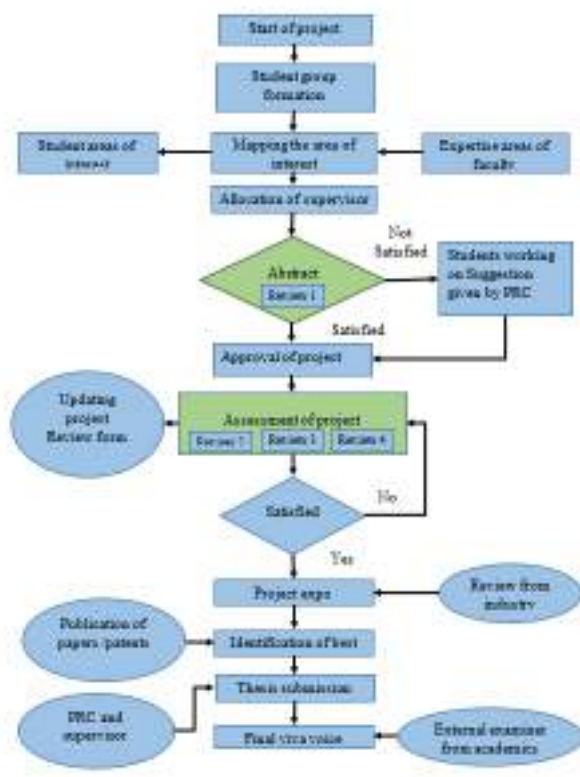 Start of project
Student group
formation
Student areas of
interest
Mapping the area of
interest
Expertise areas of
faculty
Allocation of supervisor
Not
Satisfied
Abstract
Review 1
Students working
on Suggestion
given by PRC
Satisfied
Approval of project
Updating
project
Review form
Assessment of project
Review 2
Review 3
Review 4
No
Satisfied
Yes
Project expo
Review from
industry
Publication of
papers /patents
Identification of best
Thesis submission
PRC and
supervisor
Final viva voice
External examiner
from academics